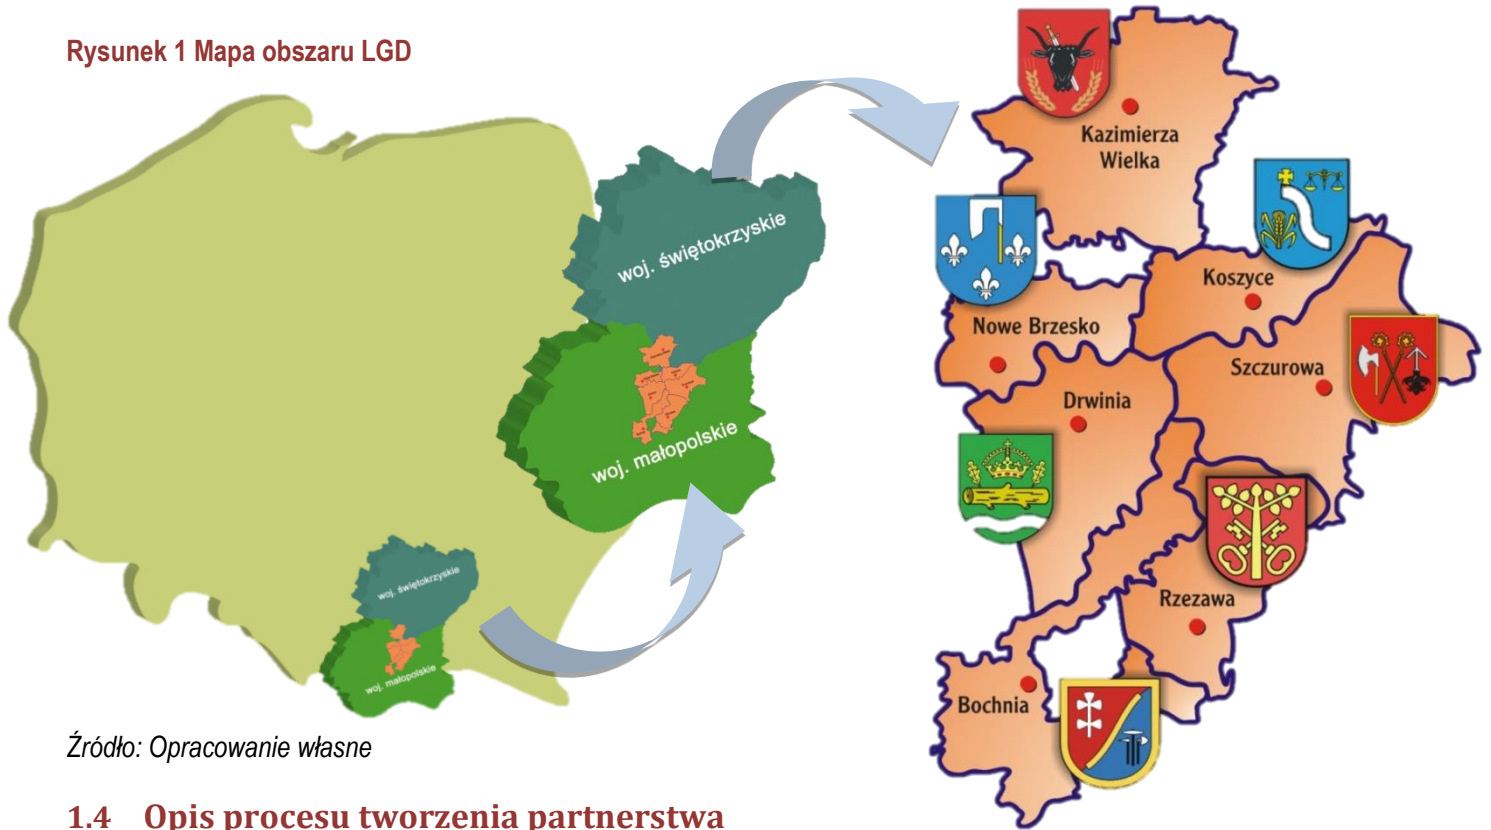 Rysunek 1 Mapa obszaru LGD
woj. świętokrzyskie
woj. małopolskie
woj. świętokrzyskie
woj. małopolskie
Kazimierza
Wielka
Koszyce
Nowe Brzesko
Szczurowa
Drwinia
Rzezawa
Bochnia
Źródło: Opracowanie własne
1.4 Opis procesu tworzenia partnerstwa